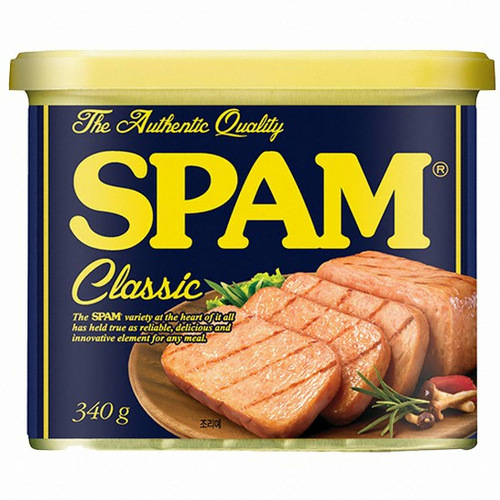 The Authentic Quality
SPAM®
Classic
The SPAM® variety at the heart of it all
has held true as reliable, delicious and
innovative element for any meal.
340 g
조리예